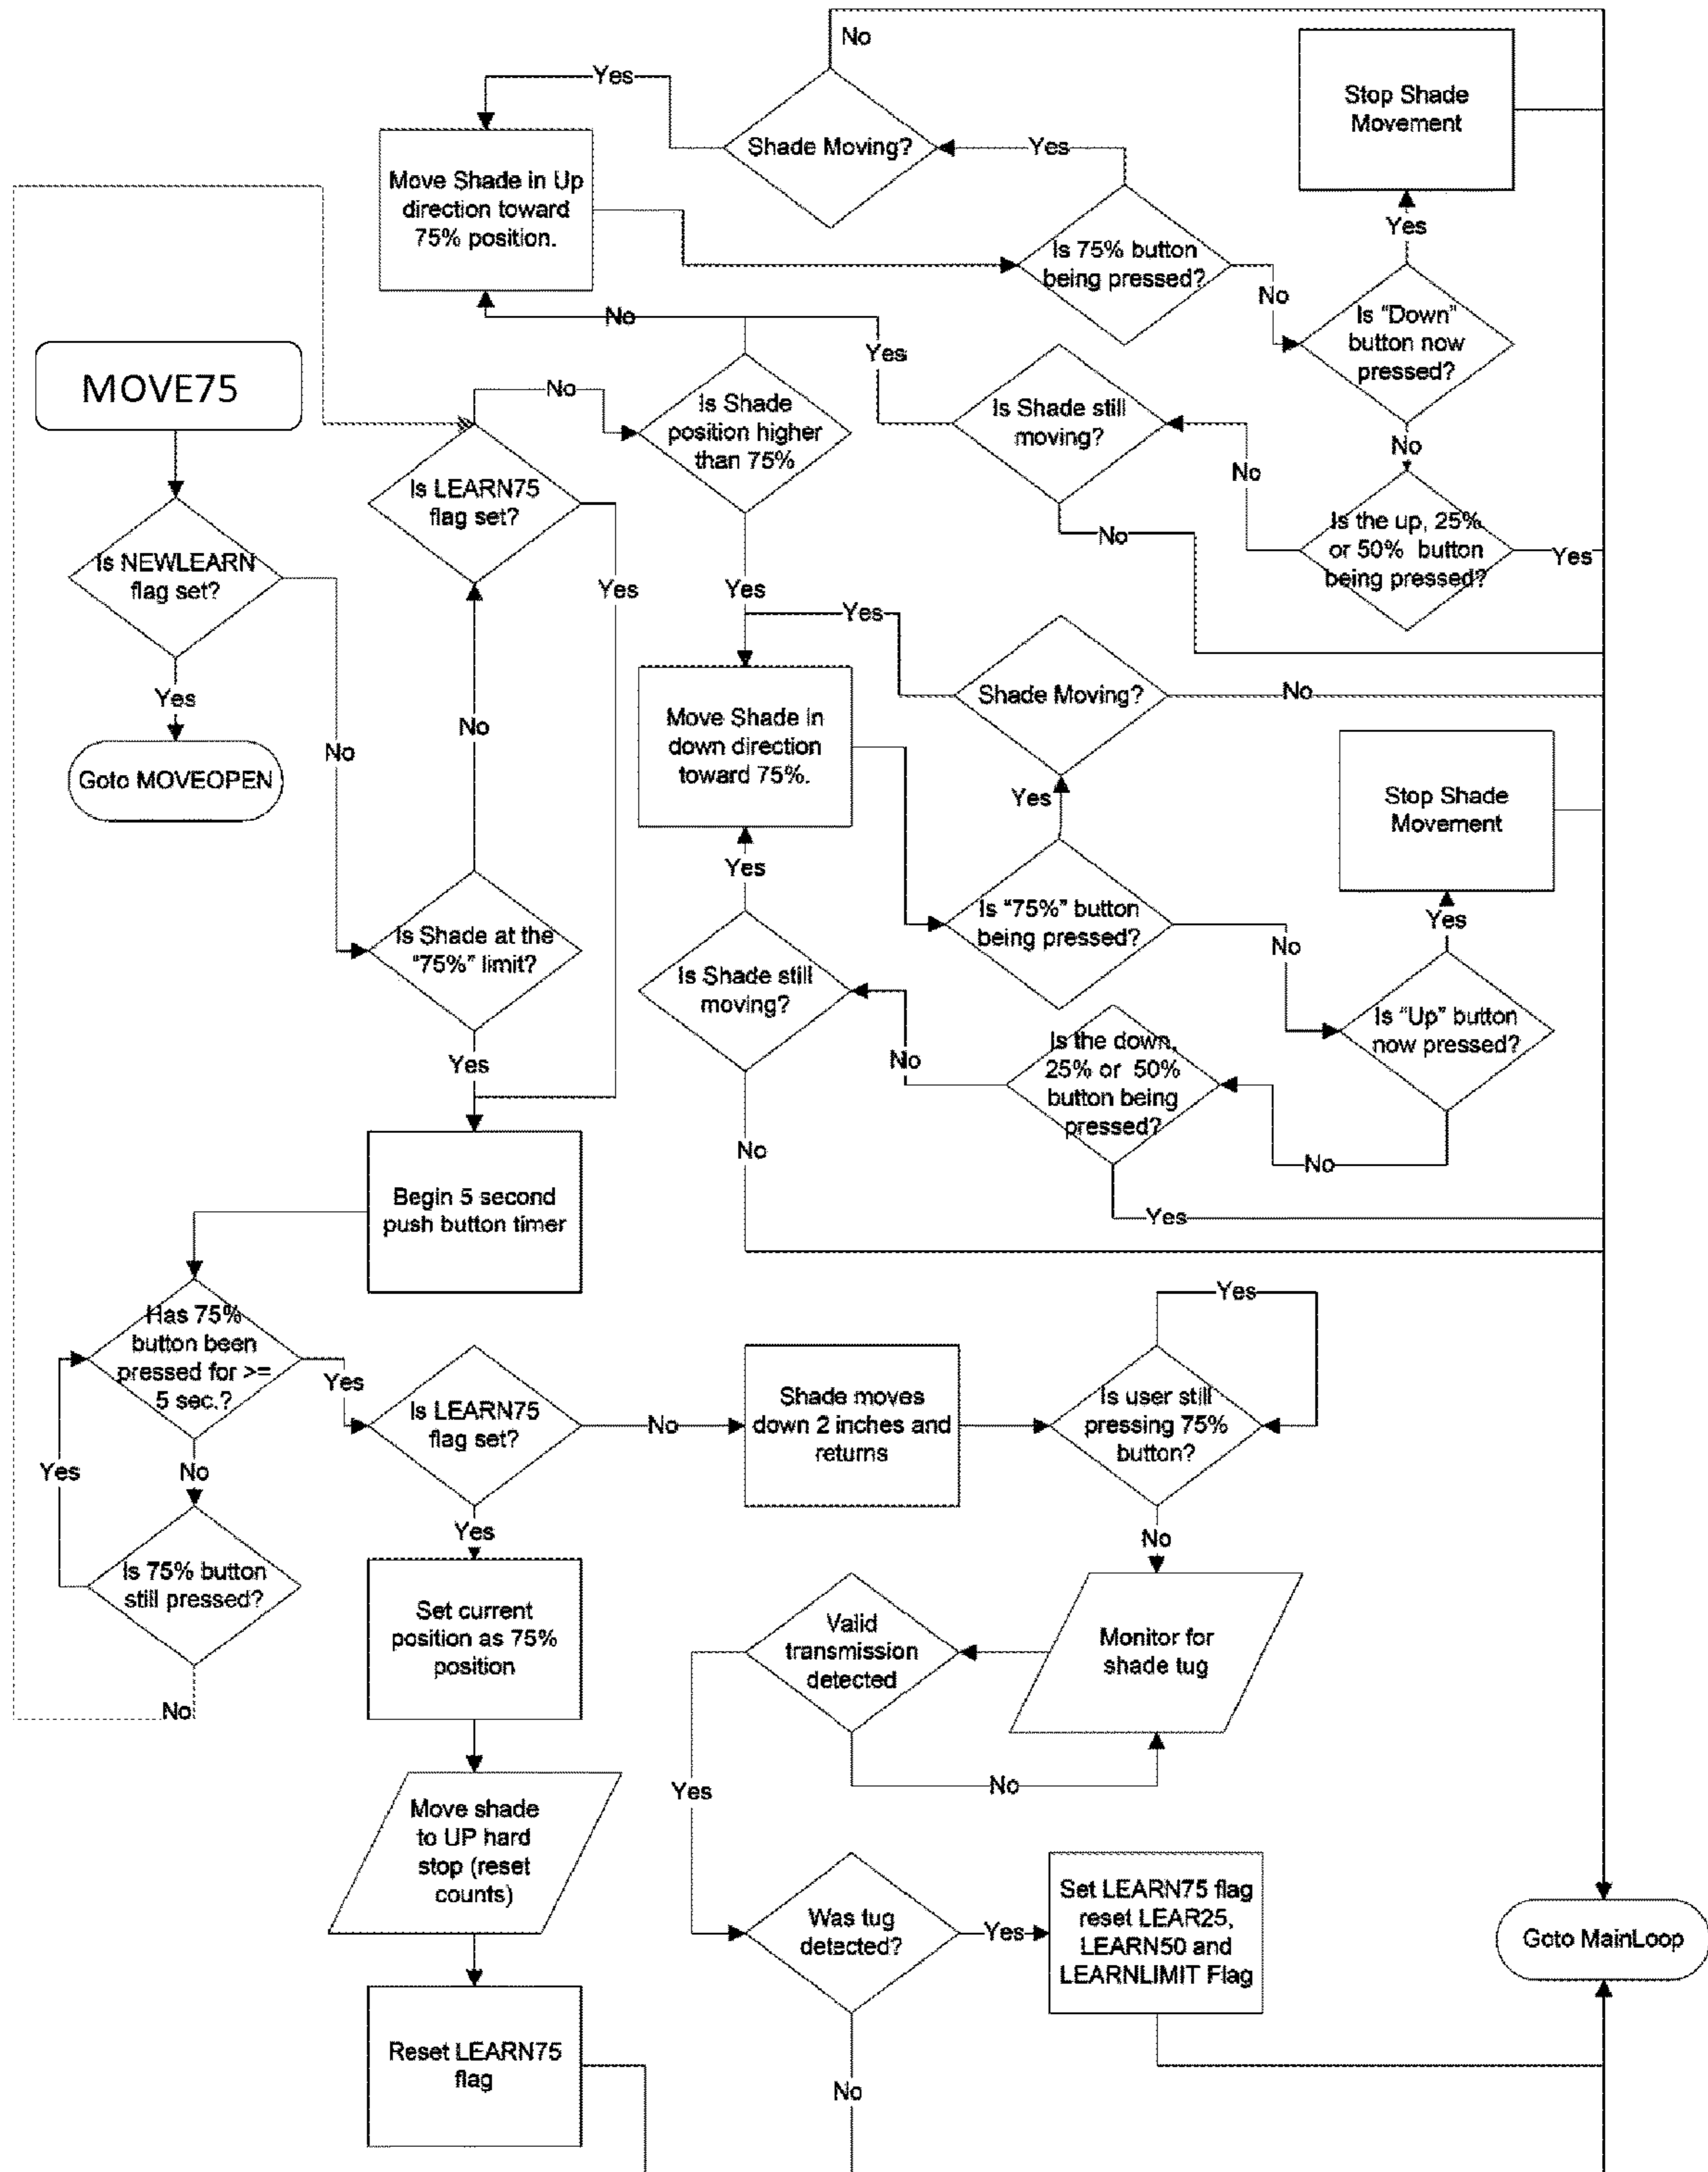 No
Yes
Shade Moving?
Yes
Stop Shade
Movement
Move Shade in Up
direction toward
75% position.
Yes
Is 75% button
being pressed?
No
Is "Down"
button now
pressed?
No
Yes
MOVE75
No
Is Shade
position higher
than 75%
Is Shade still
moving?
No
No
Is LEARN75
flag set?
Is the up, 25%
or 50% button
being pressed?
Yes
No
Is NEWLEARN
flag set?
Yes
Yes
Yes
Shade Moving?
No
Yes
No
No
Move Shade in
down direction
toward 75%.
Goto MOVEOPEN
Yes
Stop Shade
Movement
Yes
Is Shade at the
"75%" limit?
Is "75%" button
being pressed?
Yes
No
Is Shade still
moving?
Is "Up" button
now pressed?
Is the down,
25% or 50%
button being
pressed?
No
Yes
No
No
Begin 5 second
push button timer
Yes
Has 75%
button been
pressed for >=
5 sec.?
Yes
Yes
Is LEARN75
flag set?
No
Shade moves
down 2 inches and
returns
Is user still
pressing 75%
button?
Yes
No
Yes
No
Is 75% button
still pressed?
Set current
position as 75%
position
Valid
transmission
detected
Monitor for
shade tug
No
Yes
No
Move shade
to UP hard
stop (reset
counts)
Was tug
detected?
Yes
Set LEARN75 flag
reset LEAR25,
LEARN50 and
LEARNLIMIT Flag
Goto MainLoop
Reset LEARN75
flag
No